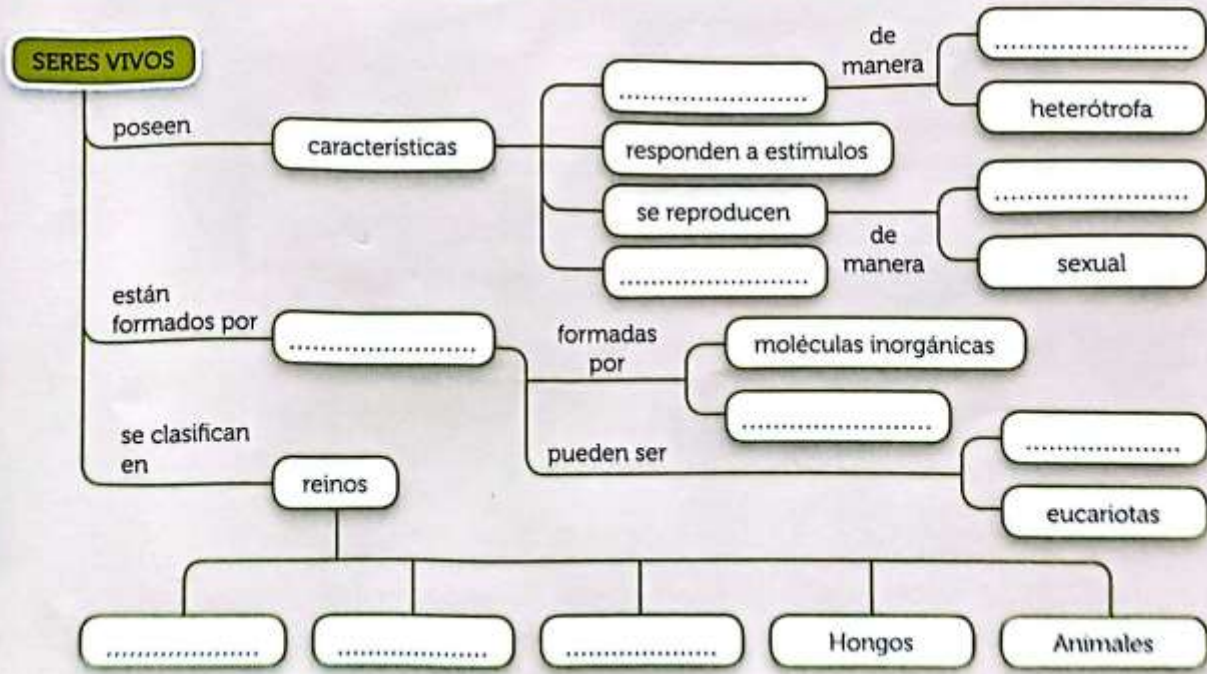 SERES VIVOS
poseen
características
....................
de
manera
....................
heterótrofa
responden a estímulos
se reproducen
de
manera
....................
sexual
....................
están
formados por
....................
formadas
por
moléculas inorgánicas
....................
pueden ser
....................
eucariotas
se clasifican
en
reinos
....................
....................
....................
Hongos
Animales